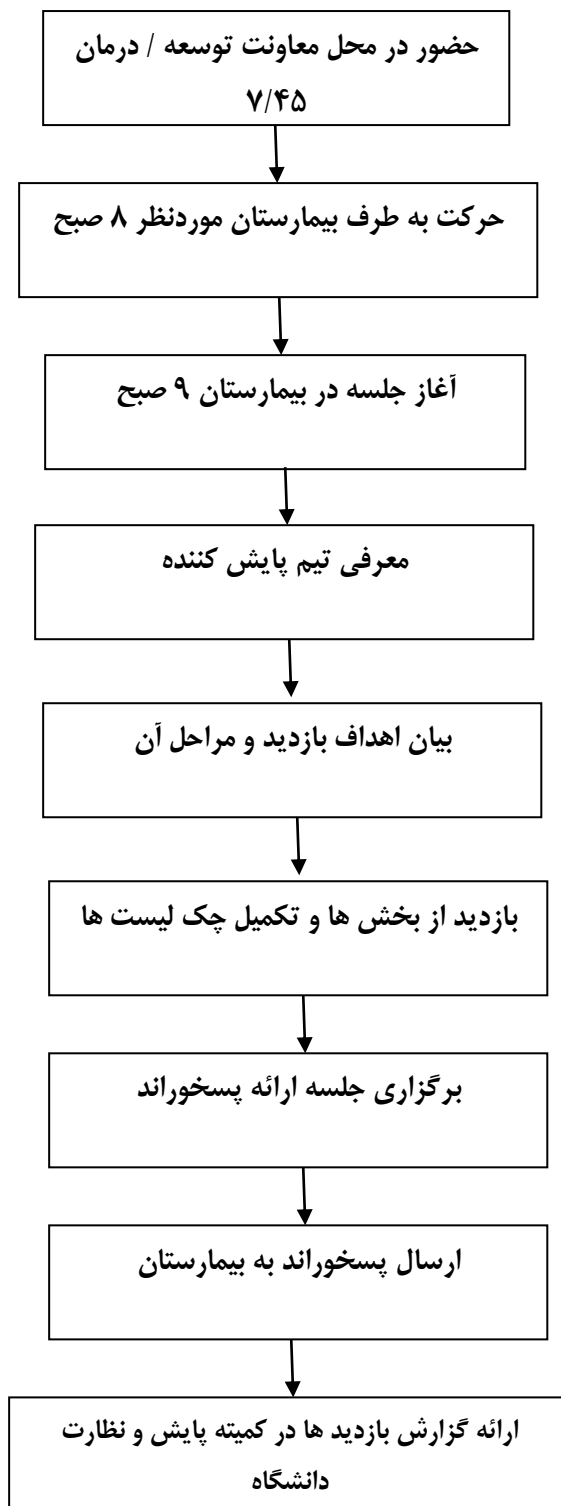 حضور در محل معاونت توسعه / درمان
۷/۴۵
حرکت به طرف بیمارستان موردنظر ۸ صبح
آغاز جلسه در بیمارستان ۹ صبح
معرفی تیم پایش کننده
بیان اهداف بازدید و مراحل آن
بازدید از بخش ها و تکمیل چک لیست ها
برگزاری جلسه ارائه پسخوراند
ارسال پسخوراند به بیمارستان
ارائه گزارش بازدید ها در کمیته پایش و نظارت
دانشگاه